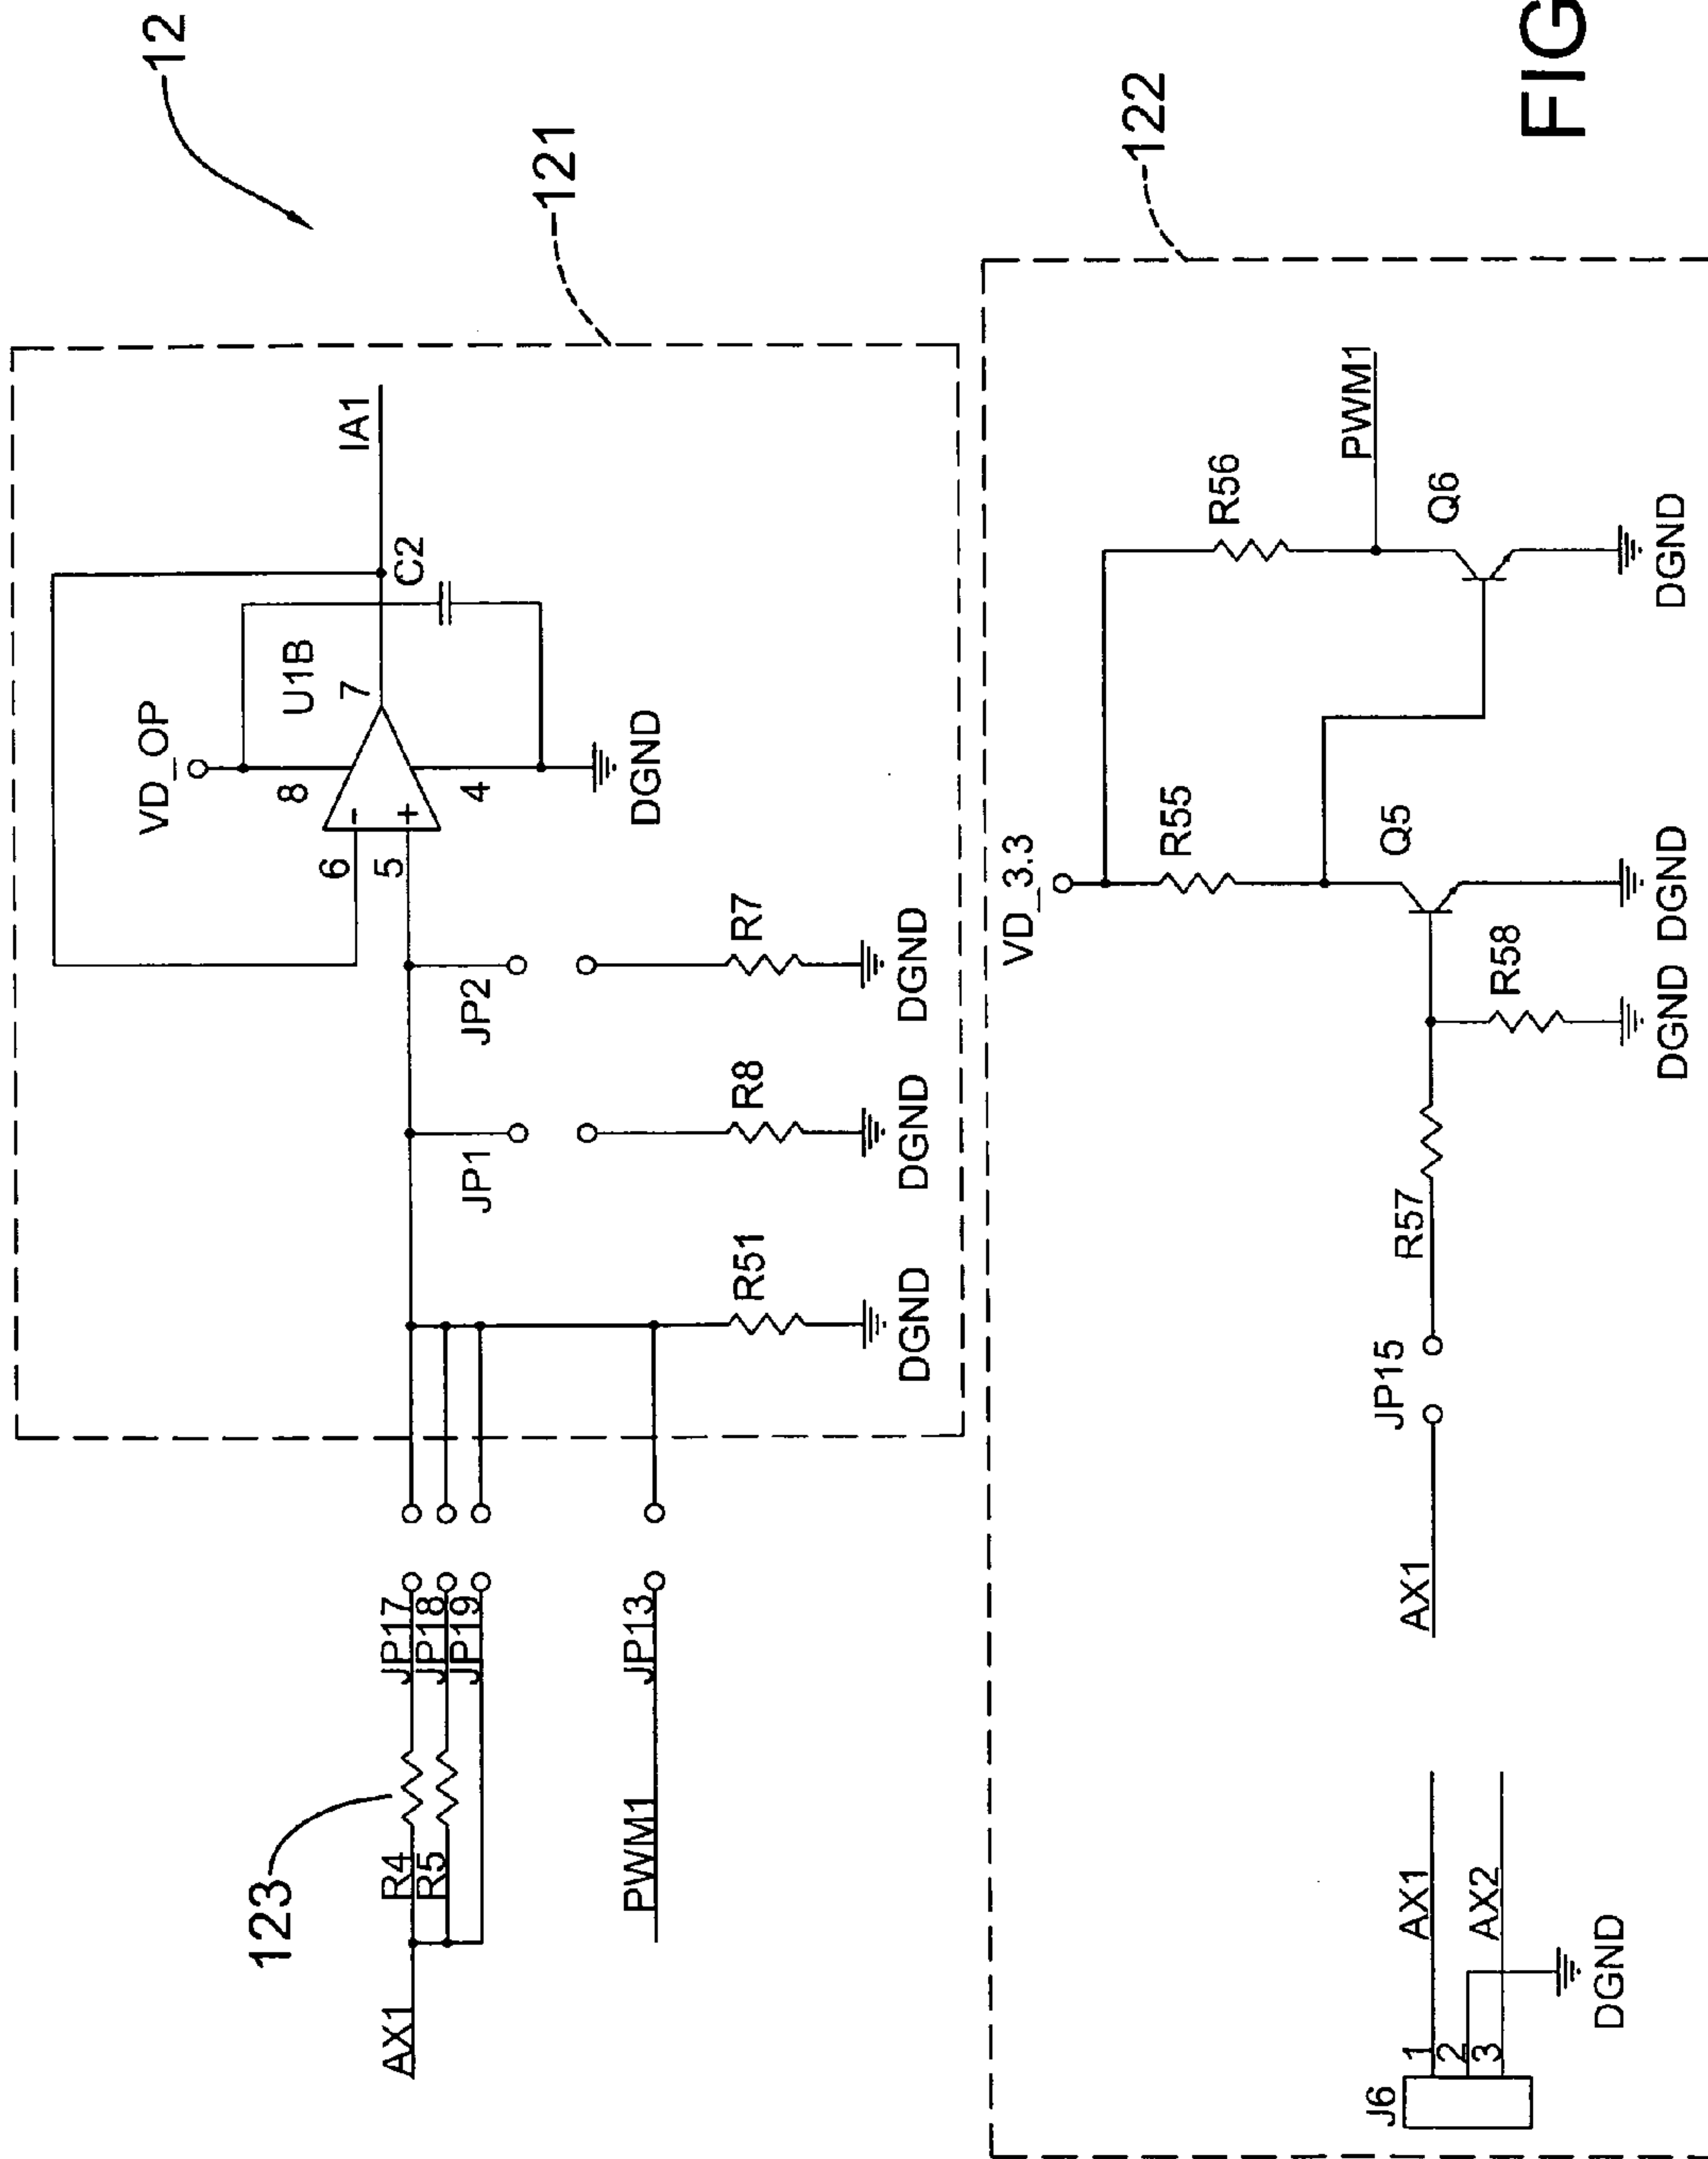 12
121
VD_OP
U1B
8
7
6
5
4
-
+
IA1
C2
DGND
123
AX1
R4
R5
JP17
JP18
JP19
JP1
JP2
R51
R8
R7
DGND
DGND
DGND
PWM1
JP13
122
VD_3.3
R55
R56
PWM1
Q5
Q6
AX1
JP15
R57
R58
DGND
DGND
DGND
J6
1
2
3
AX1
AX2
DGND
FIG